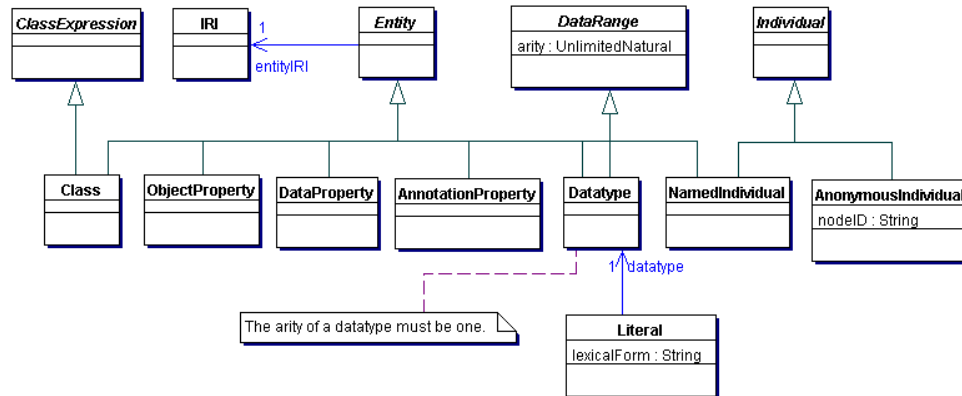 ClassExpression
IRI
Entity
DataRange
Individual
1
arity : UnlimitedNatural
entityIRI
Class
ObjectProperty
DataProperty
AnnotationProperty
Datatype
NamedIndividual
AnonymousIndividual
nodeID : String
1 datatype
The arity of a datatype must be one.
Literal
lexicalForm : String